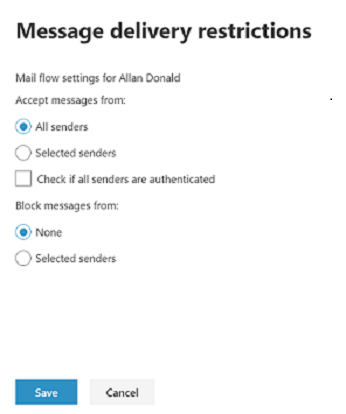 Message delivery restrictions
Mail flow settings for Allan Donald
Accept messages from:
All senders
Selected senders
Check if all senders are authenticated
Block messages from:
None
Selected senders
Save Cancel